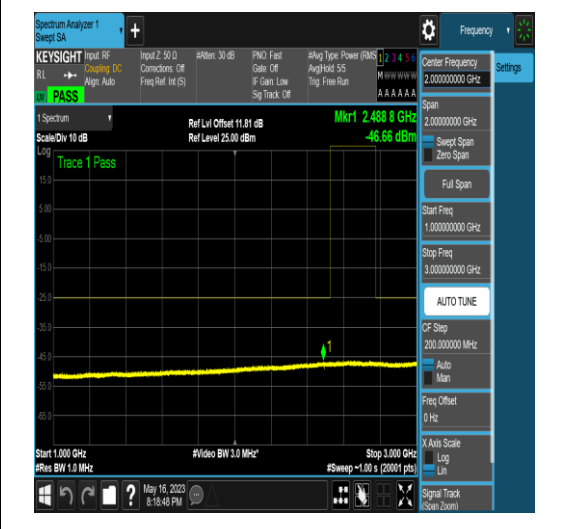 Spectrum Analyzer 1
Swept SA
+
Frequency
KEYSIGHT
Input: RF
Coupling: DC
Align: Auto
Input Z: 50 Ω
Corrections: Off
Freq Ref: Int (S)
#Atten: 30 dB
PNO: Fast
Gate: Off
IF Gain: Low
Sig Track: Off
#Avg Type: Power (RMS
Avg|Hold: 5/5
Trig: Free Run
1 2 3 4 5 6
M w w w w w
A A A A A A
RL
PASS
1 Spectrum
Scale/Div 10 dB
Ref Lvl Offset 11.81 dB
Ref Level 25.00 dBm
Mkr1 2.488 8 GHz
-46.66 dBm
Log
Trace 1 Pass
15.0
5.00
-5.00
-15.0
-25.0
-35.0
-45.0
-55.0
-65.0
1
Start 1.000 GHz
#Res BW 1.0 MHz
#Video BW 3.0 MHz*
Stop 3.000 GHz
#Sweep ~1.00 s (20001 pts)
May 16, 2023
8:18:48 PM
?
Center Frequency
2.000000000 GHz
Settings
Span
2.00000000 GHz
Swept Span
Zero Span
Full Span
Start Freq
1.000000000 GHz
Stop Freq
3.000000000 GHz
AUTO TUNE
CF Step
200.000000 MHz
Auto
Man
Freq Offset
0 Hz
X Axis Scale
Log
Lin
Signal Track
(Span Zoom)